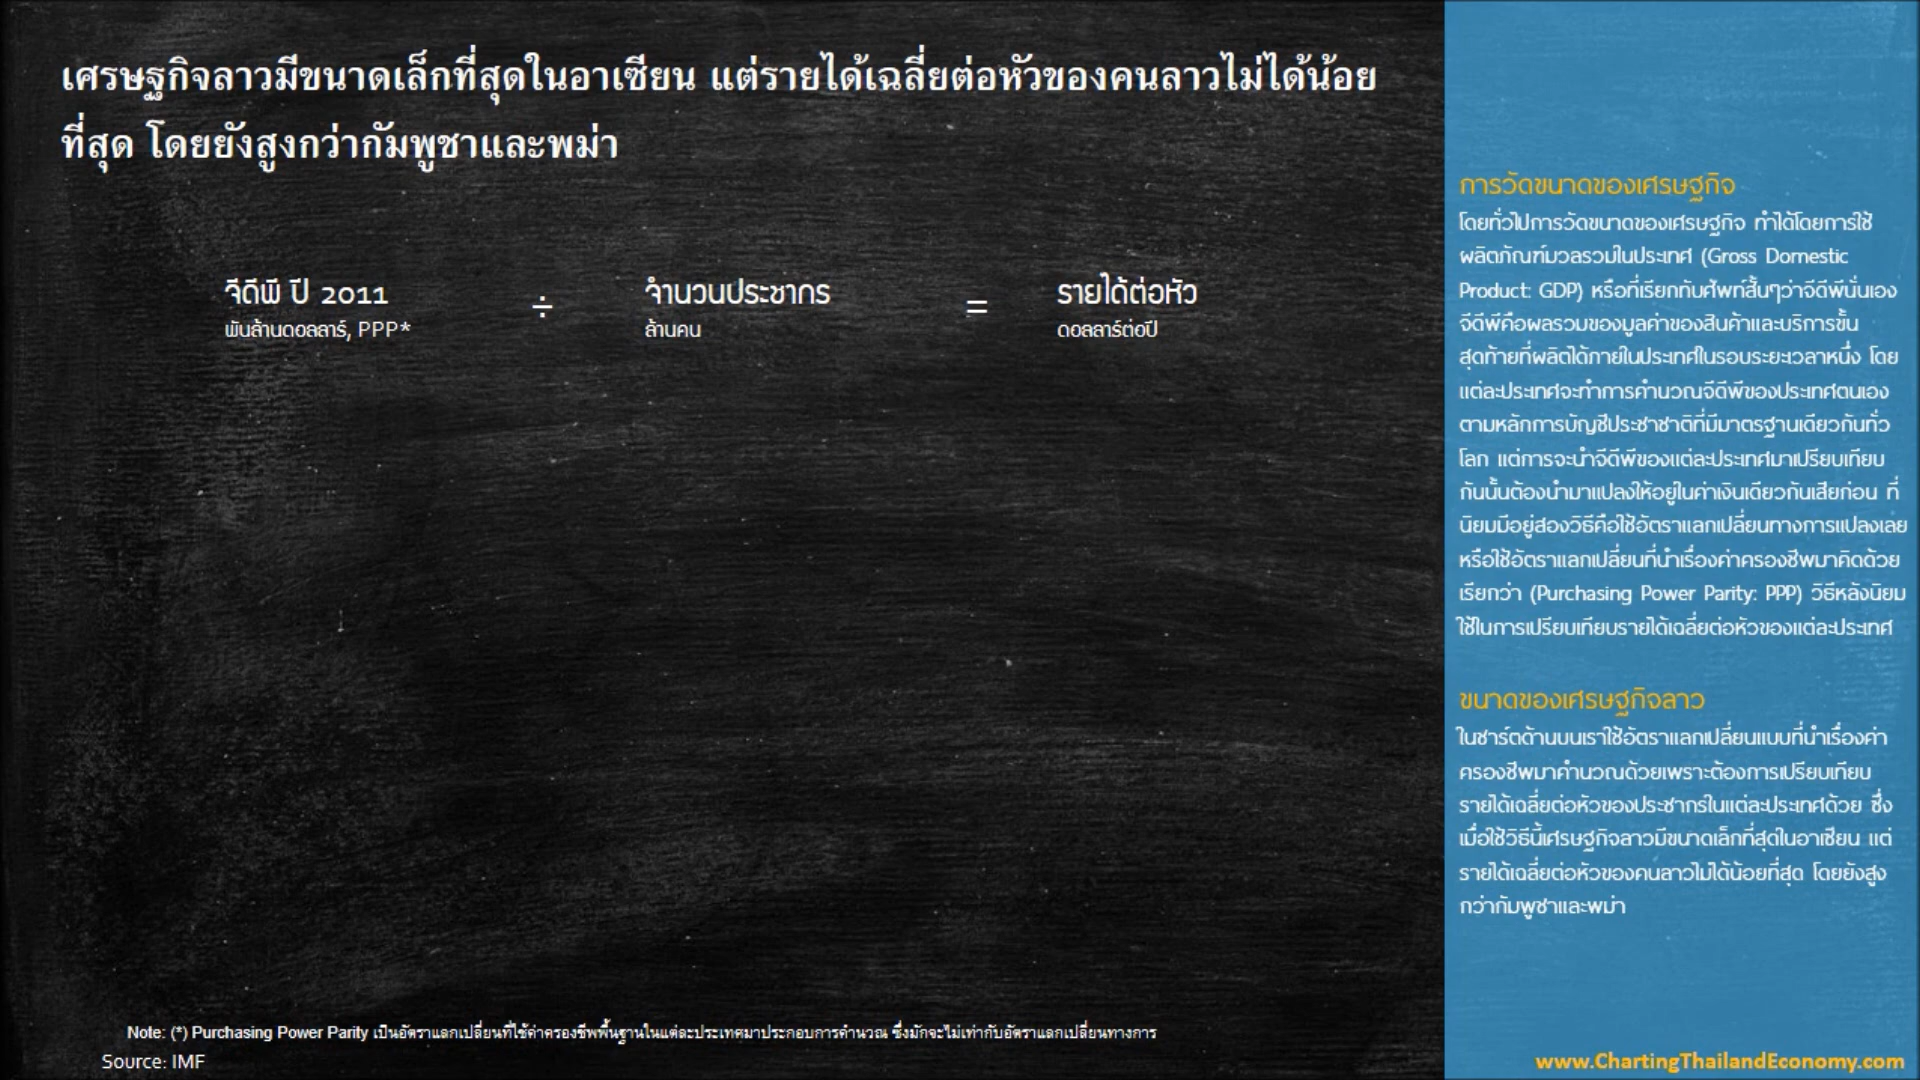 เศรษฐกิจลาวมีขนาดเล็กที่สุดในอาเซียน แต่รายได้เฉลี่ยต่อหัวของคนลาวไม่ได้น้อย
ที่สุด โดยยังสูงกว่ากัมพูชาและพม่า
จีดีพี ปี 2011
พันล้านดอลลาร์, PPP*
÷
จำนวนประชากร
ล้านคน
=
รายได้ต่อหัว
ดอลลาร์ต่อปี
Note: (*) Purchasing Power Parity เป็นอัตราแลกเปลี่ยนที่ใช้ค่าครองชีพพื้นฐานในแต่ละประเทศมาประกอบการคำนวณ ซึ่งมักจะไม่เท่ากับอัตราแลกเปลี่ยนทางการ
Source: IMF
การวัดขนาดของเศรษฐกิจ
โดยทั่วไปการวัดขนาดของเศรษฐกิจ ทำได้โดยการใช้
ผลิตภัณฑ์มวลรวมในประเทศ (Gross Domestic
Product: GDP) หรือที่เรียกทับศัพท์สั้นๆว่าจีดีพีนั่นเอง
จีดีพีคือผลรวมของมูลค่าของสินค้าและบริการขั้น
สุดท้ายที่ผลิตได้ภายในประเทศในรอบระยะเวลาหนึ่ง โดย
แต่ละประเทศจะทำการคำนวณจีดีพีของประเทศตนเอง
ตามหลักการบัญชีประชาชาติที่มีมาตรฐานเดียวกันทั่ว
โลก แต่การจะนำจีดีพีของแต่ละประเทศมาเปรียบเทียบ
กันนั้นต้องนำมาแปลงให้อยู่ในค่าเงินเดียวกันเสียก่อน ที่
นิยมมีอยู่สองวิธีคือใช้อัตราแลกเปลี่ยนทางการแปลงเลย
หรือใช้อัตราแลกเปลี่ยนที่นำเรื่องค่าครองชีพมาคิดด้วย
เรียกว่า (Purchasing Power Parity: PPP) วิธีหลังนิยม
ใช้ในการเปรียบเทียบรายได้เฉลี่ยต่อหัวของแต่ละประเทศ
ขนาดของเศรษฐกิจลาว
ในชาร์ตด้านบนเราใช้อัตราแลกเปลี่ยนแบบที่นำเรื่องค่า
ครองชีพมาคำนวณด้วยเพราะต้องการเปรียบเทียบ
รายได้เฉลี่ยต่อหัวของประชากรในแต่ละประเทศด้วย ซึ่ง
เมื่อใช้วิธีนี้เศรษฐกิจลาวมีขนาดเล็กที่สุดในอาเซียน แต่
รายได้เฉลี่ยต่อหัวของคนลาวไม่ได้น้อยที่สุด โดยยังสูง
กว่ากัมพูชาและพม่า
www.ChartingThailandEconomy.com